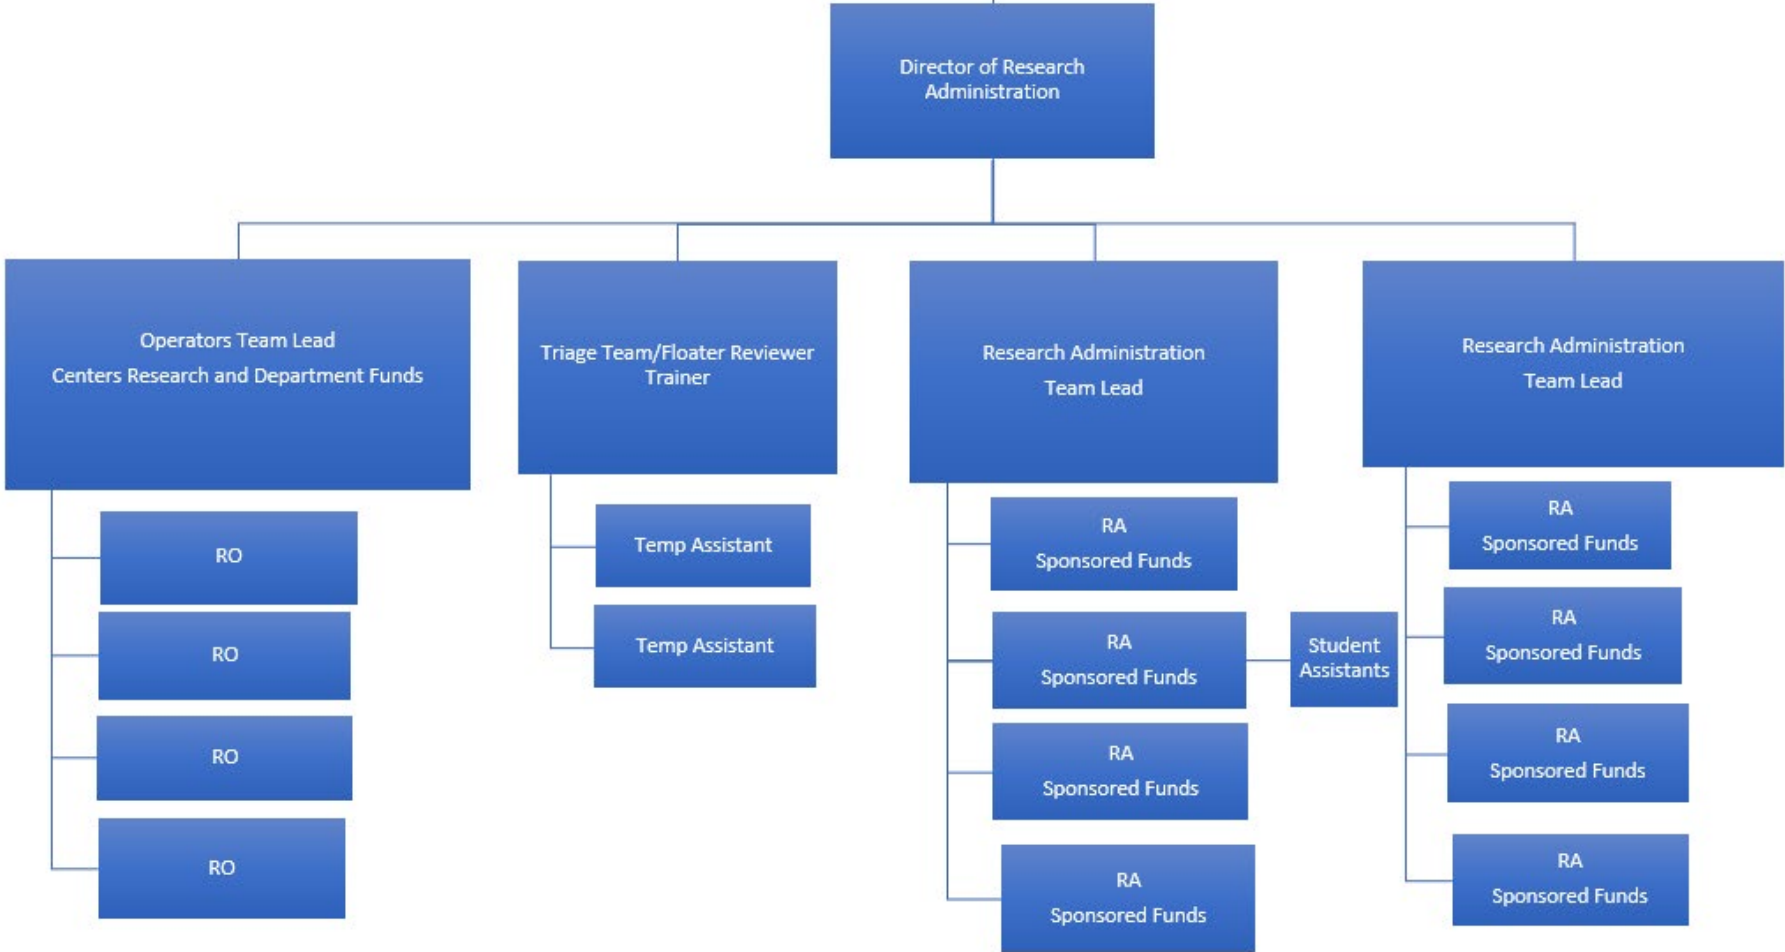 Director of Research
Administration
Operators Team Lead
Centers Research and Department Funds
Triage Team/Floater Reviewer
Trainer
Research Administration
Team Lead
Research Administration
Team Lead
RO
RO
RO
RO
Temp Assistant
Temp Assistant
RA
Sponsored Funds
RA
Sponsored Funds
Student
Assistants
RA
Sponsored Funds
RA
Sponsored Funds
RA
Sponsored Funds
RA
Sponsored Funds
RA
Sponsored Funds
RA
Sponsored Funds